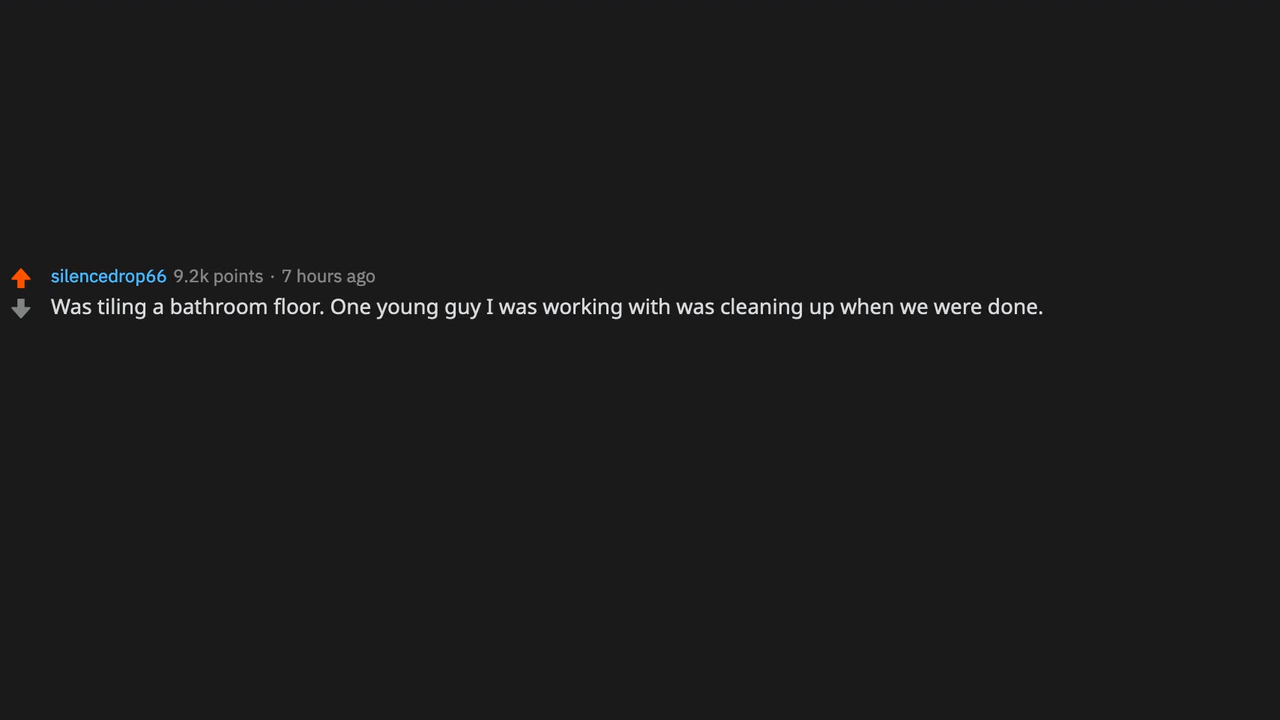 silencedrop66 9.2k points · 7 hours ago
Was tiling a bathroom floor. One young guy I was working with was cleaning up when we were done.